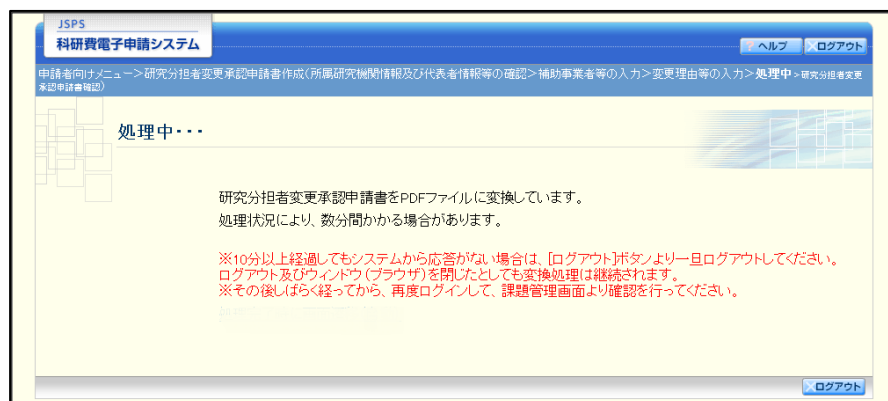 JSPS
科研費電子申請システム
? ヘルプ
ログアウト
申請者向けメニュー>研究分担者変更承認申請書作成(所属研究機関情報及び代表者情報等の確認>補助事業者等の入力>変更理由等の入力>処理中>研究分担者変更
承認申請書確認)
処理中・・・
研究分担者変更承認申請書をPDFファイルに変換しています。
処理状況により、数分間かかる場合があります。
※10分以上経過してもシステムから応答がない場合は、[ログアウト]ボタンより一旦ログアウトしてください。
ログアウト及びウィンドウ(ブラウザ)を閉じたとしても変換処理は継続されます。
※その後しばらく経ってから、再度ログインして、課題管理画面より確認を行ってください。
ログアウト